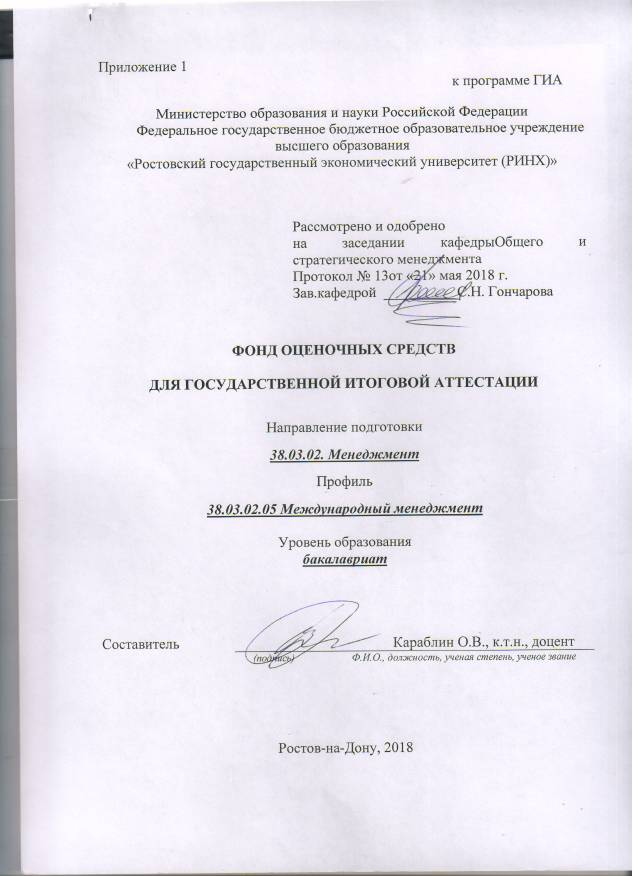 Приложение 1
к программе ГИА
Министерство образования и науки Российской Федерации
Федеральное государственное бюджетное образовательное учреждение
высшего образования
«Ростовский государственный экономический университет (РИНХ)»
Рассмотрено и одобрено
на заседании кафедрыОбщего и
стратегического менеджмента
Протокол № 13от «21» мая 2018 г.
Зав.кафедрой С.Н. Гончарова
ФОНД ОЦЕНОЧНЫХ СРЕДСТВ
ДЛЯ ГОСУДАРСТВЕННОЙ ИТОГОВОЙ АТТЕСТАЦИИ
Направление подготовки
38.03.02. Менеджмент
Профиль
38.03.02.05 Международный менеджмент
Уровень образования
бакалавриат
Составитель Караблин О.В., к.т.н., доцент
(подпись) Ф.И.О., должность, ученая степень, ученое звание
Ростов-на-Дону, 2018